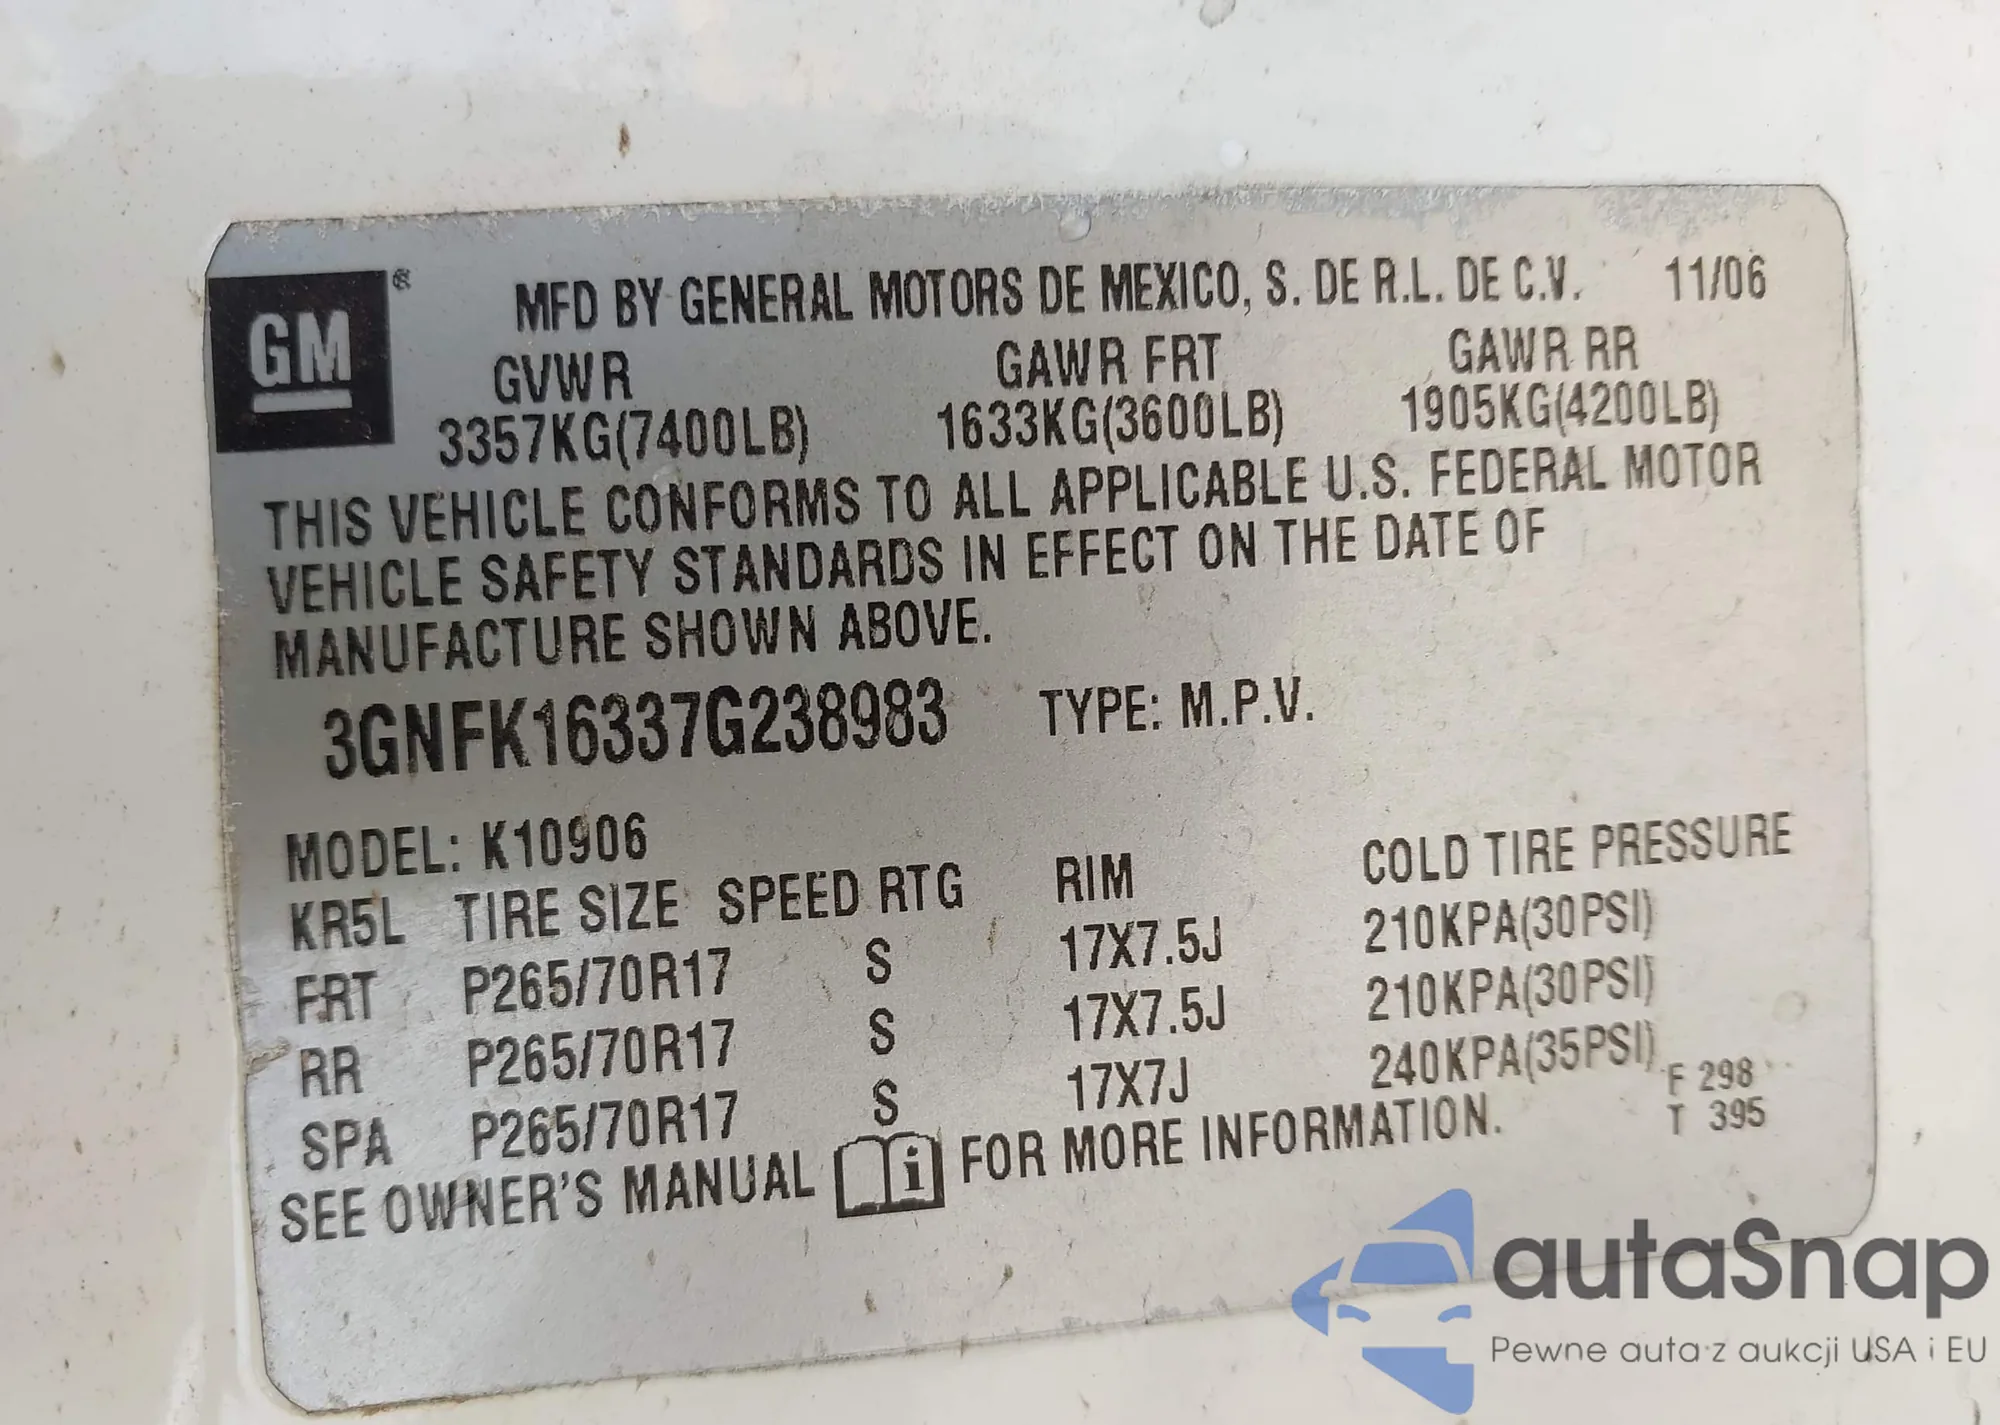 GM ®
MFD BY GENERAL MOTORS DE MEXICO, S. DE R.L. DE C.V. 11/06
GVWR GAWR FRT GAWR RR
3357KG(7400LB) 1633KG(3600LB) 1905KG(4200LB)
THIS VEHICLE CONFORMS TO ALL APPLICABLE U.S. FEDERAL MOTOR
VEHICLE SAFETY STANDARDS IN EFFECT ON THE DATE OF
MANUFACTURE SHOWN ABOVE.
3GNFK16337G238983 TYPE: M.P.V.
MODEL: K10906
KR5L TIRE SIZE SPEED RTG RIM COLD TIRE PRESSURE
FRT P265/70R17 S 17X7.5J 210KPA(30PSI)
RR P265/70R17 S 17X7.5J 210KPA(30PSI)
SPA P265/70R17 S 17X7J 240KPA(35PSI)
F 298
SEE OWNER'S MANUAL i FOR MORE INFORMATION. T 395
autaSnap
Pewne auta z aukcji USA i EU